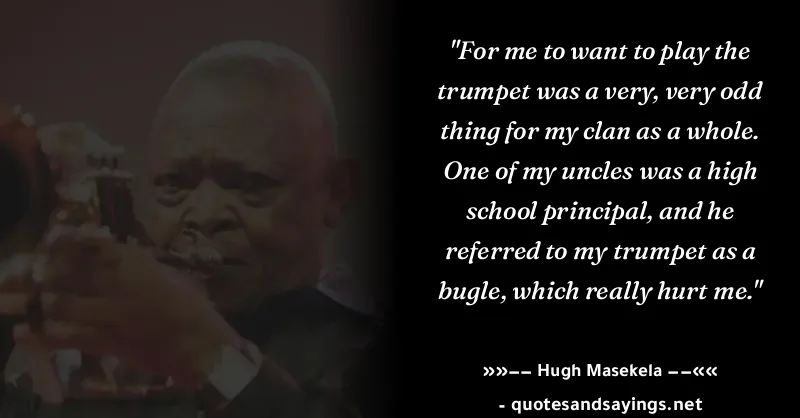 "For me to want to play the
trumpet was a very, very odd
thing for my clan as a whole.
One of my uncles was a high
school principal, and he
referred to my trumpet as a
bugle, which really hurt me."
»»−− Hugh Masekela −−««
- quotesandsayings.net